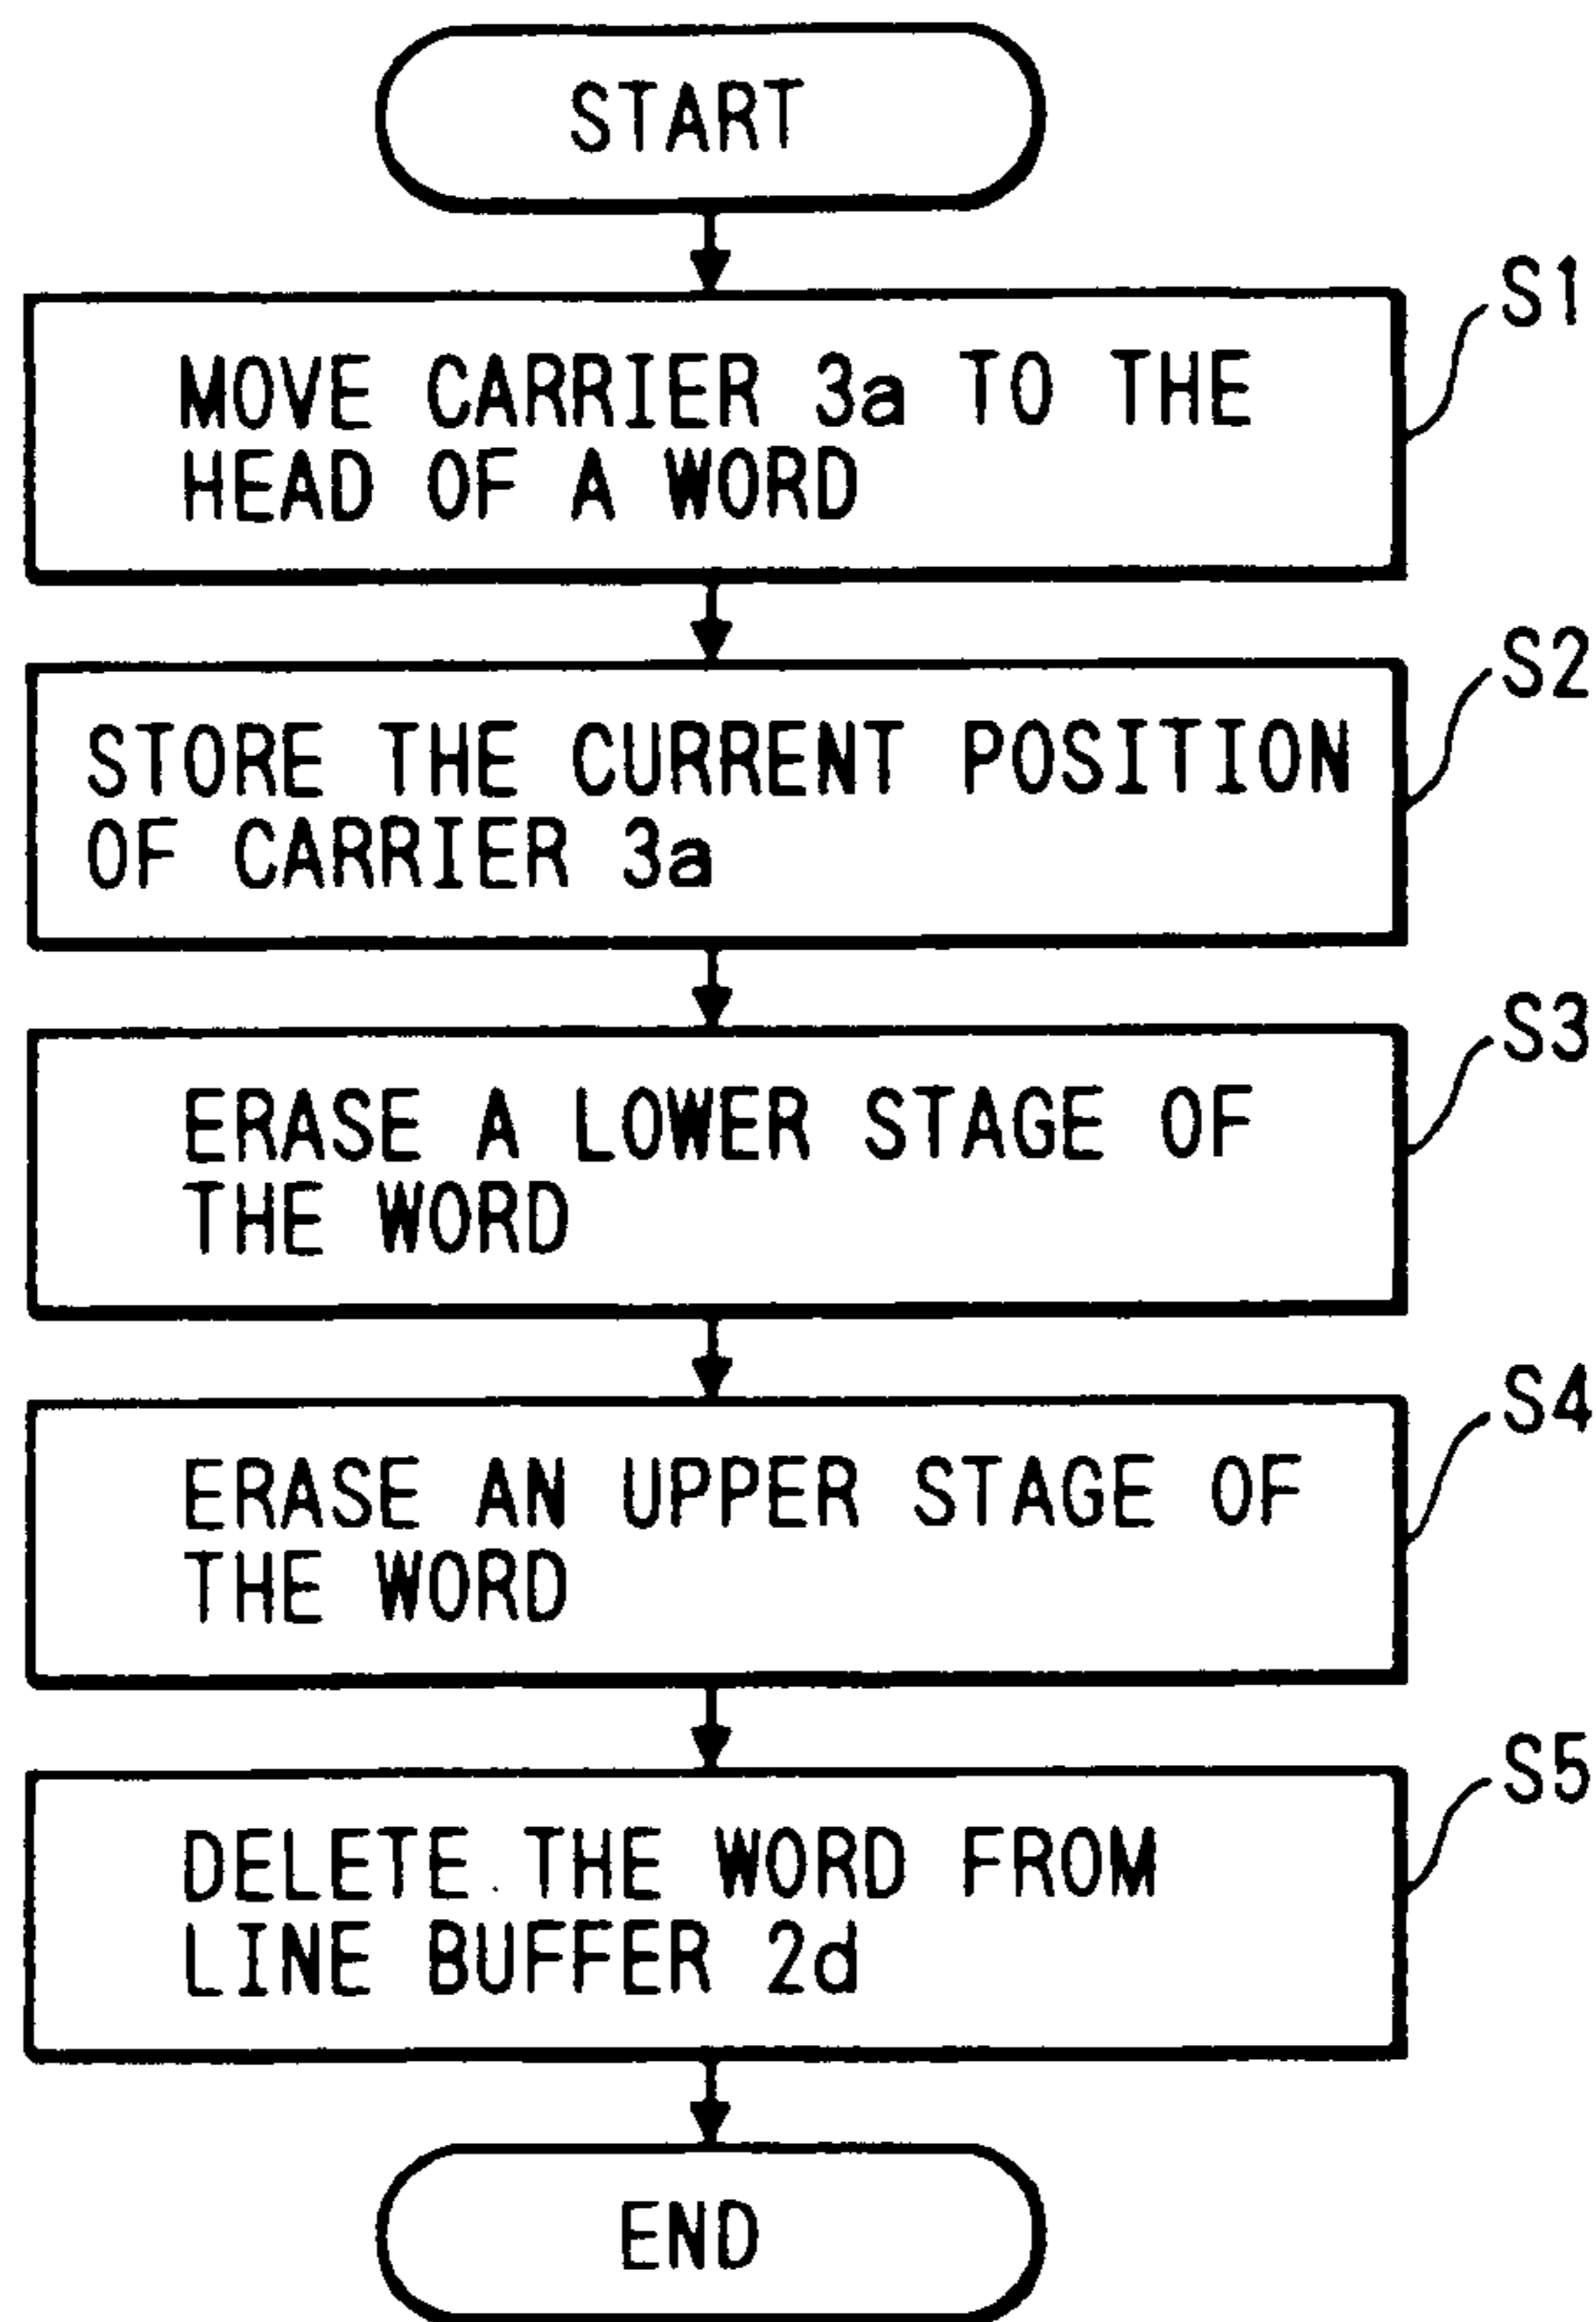 START
S1
MOVE CARRIER 3a TO THE
HEAD OF A WORD
S2
STORE THE CURRENT POSITION
OF CARRIER 3a
S3
ERASE A LOWER STAGE OF
THE WORD
S4
ERASE AN UPPER STAGE OF
THE WORD
S5
DELETE THE WORD FROM
LINE BUFFER 2d
END